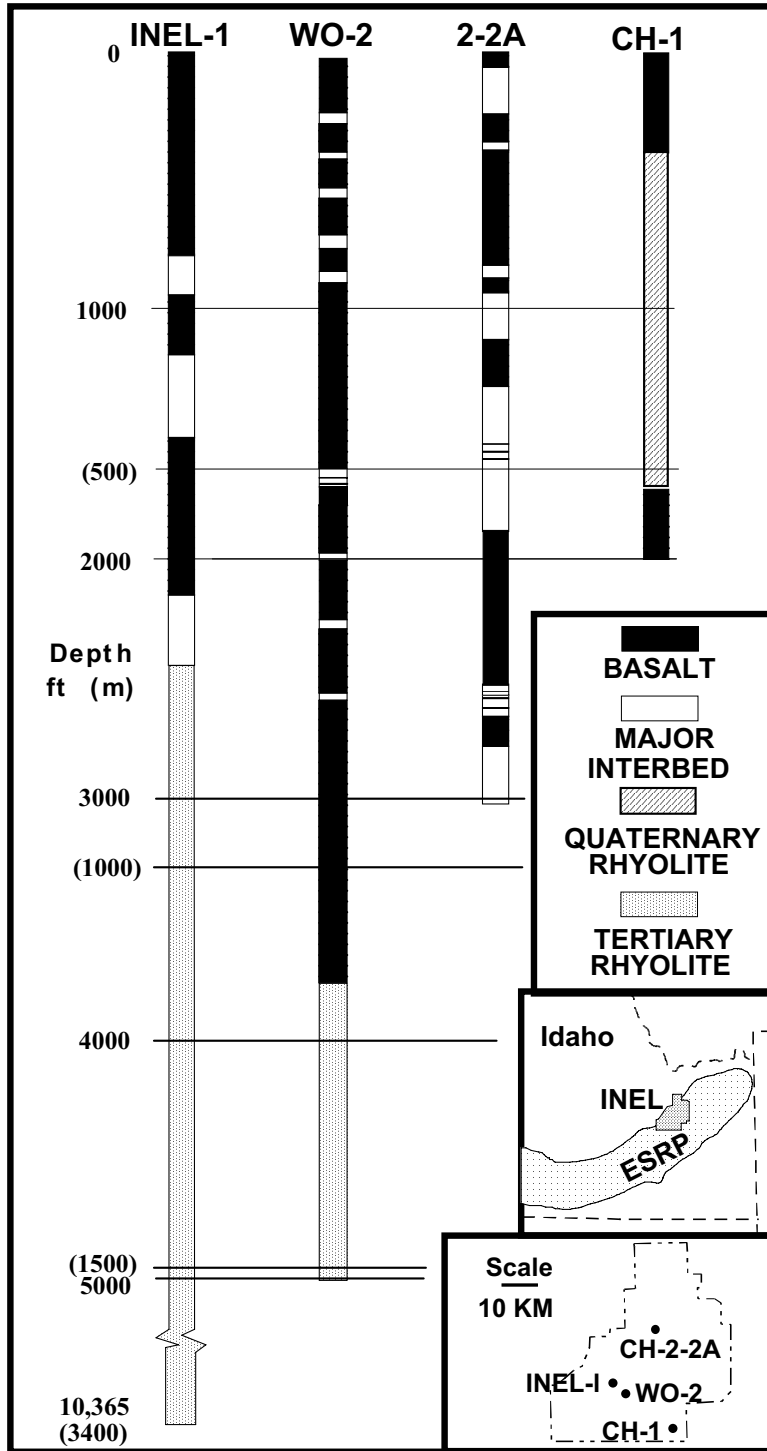 INEL-1 WO-2 2-2A CH-1
0
1000
(500)
2000
Depth
ft (m)
3000
(1000)
4000
(1500)
5000
10,365
(3400)
BASALT
MAJOR
INTERBED
QUATERNARY
RHYOLITE
TERTIARY
RHYOLITE
Idaho
INEL
ESRP
Scale
10 KM
CH-2-2A
INEL-I
WO-2
CH-1